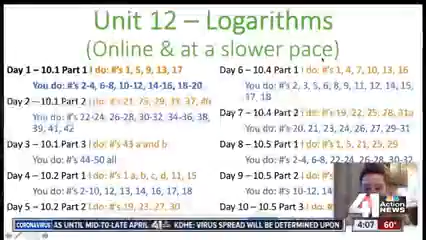 Unit 12 – Logarithms
(Online & at a slower pace)
Day 1 – 10.1 Part 1 I do: #'s 1, 5, 9, 13, 17
You do: #'s 2-4, 6-8, 10-12, 14-16, 18-20
Day 2 – 10.1 Part 2 I do: #'s 21, 25, 29, 33, 37,
You do: #'s 22-24, 26-28, 30-32, 34-36, 38,
39, 41, 42
Day 3 – 10.1 Part 3 I do: #'s 43 a and b
You do: #'s 44-50 all
Day 4 – 10.2 Part 1 I do: #'s 1 a, b, c, d, 11, 15
You do: #'s 2-10, 12, 13, 14, 16, 17, 18
Day 5 – 10.2 Part 2 I do: #'s 19, 23, 27, 30
Day 6 – 10.4 Part 1 I do: #'s 1, 4, 7, 10, 13, 16
You do: #'s 2, 3, 5, 6, 8, 9, 11, 12, 14, 15,
17, 18
Day 7 – 10.4 Part 2 I do: #'s 19, 22, 25, 28, 31a
You do: #'s 20, 21, 23, 24, 26, 27, 29-31
Day 8 – 10.5 Part 1 I do: #'s 1, 5, 21, 25, 29
You do: #'s 2-4, 6-8, 22-24, 26-28, 30-32
Day 9 – 10.5 Part 2 I do: #'s
You do: #'s 10-12, 14-
Day 10 – 10.5 Part 3 I do: #'s
41 ACTION NEWS
CORONAVIRUS AS UNTIL MID-TO-LATE APRIL KDHE: VIRUS SPREAD WILL BE DETERMINED UPON 4:07 60°